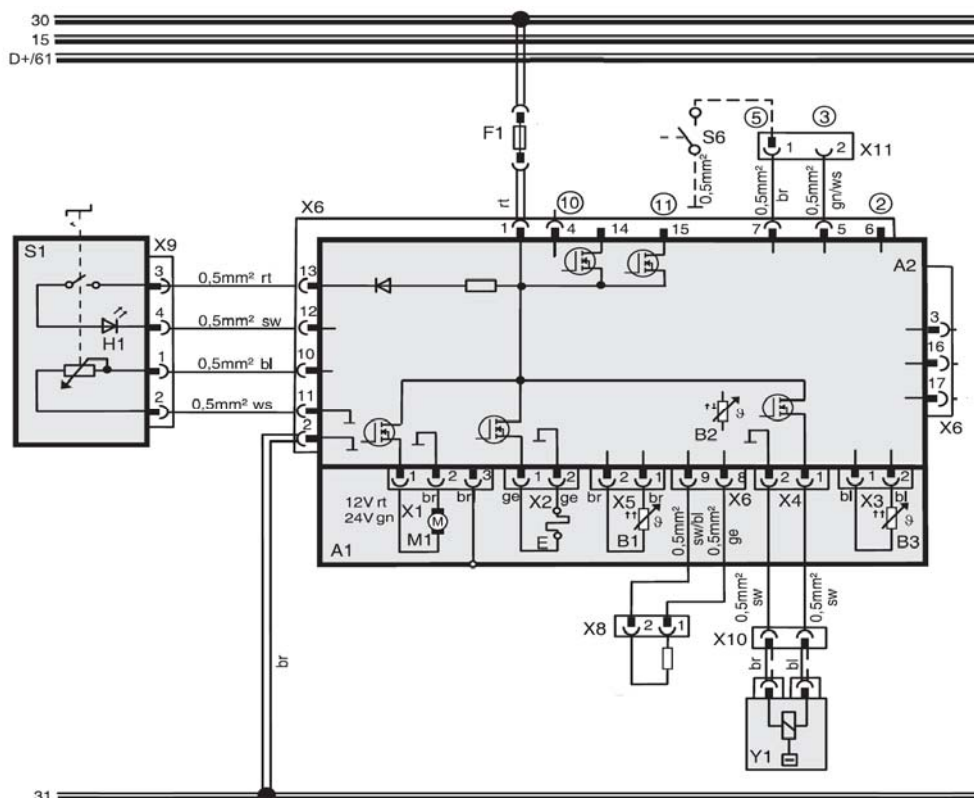 30
15
D+/61
F1
S6
0,5mm²
5
3
1
2
X11
0,5mm²
br
0,5mm²
gn/ws
rt
X6
10
11
2
1
4
14
15
7
5
6
S1
X9
A2
3
0,5mm² rt
13
4
0,5mm² sw
12
H1
3
1
0,5mm² bl
10
16
2
0,5mm² ws
11
17
2
B2
ϑ
X6
1
2
3
1
2
2
1
9
8
2
1
1
2
br
br
ge
X2
ge
br
X5
br
X6
X4
bl
X3
bl
12V rt
24V gn
X1
M
M1
E
B1
ϑ
0,5mm²
sw/bl
0,5mm²
ge
B3
ϑ
A1
0,5mm²
sw
0,5mm²
sw
X8
2
1
X10
br
br
bl
Y1
31